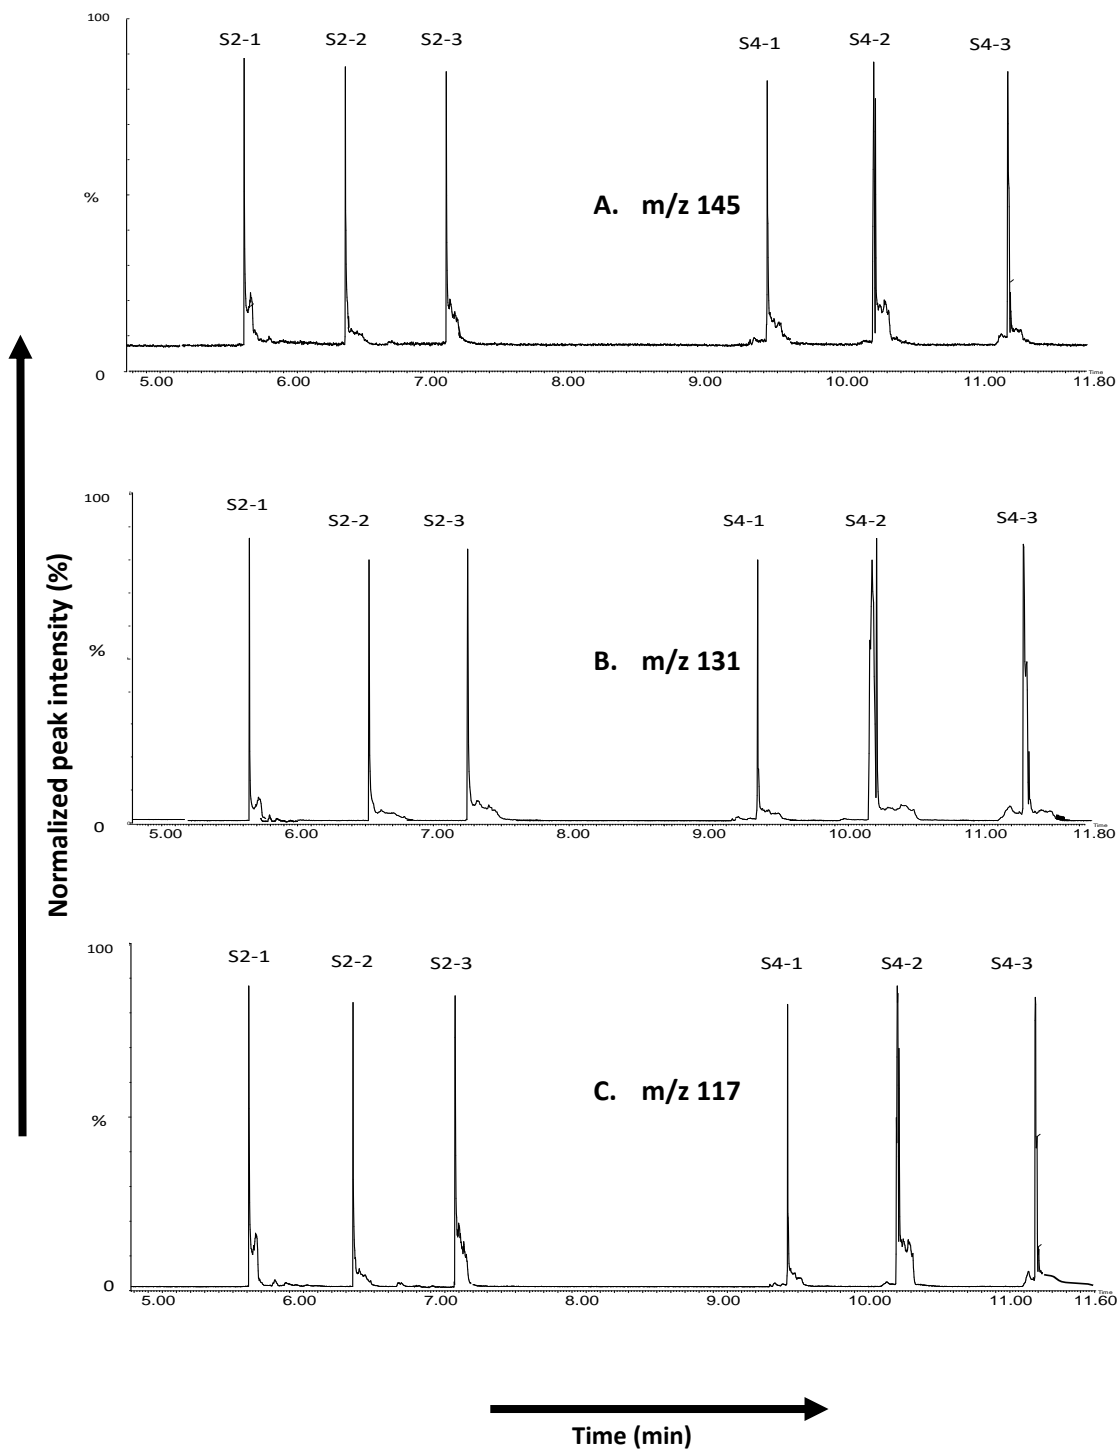 100
S2-1 S2-2 S2-3 S4-1 S4-2 S4-3
%
A. m/z 145
0
5.00 6.00 7.00 8.00 9.00 10.00 11.00 11.80
Time
100
S2-1 S2-2 S2-3 S4-1 S4-2 S4-3
%
B. m/z 131
0
5.00 6.00 7.00 8.00 9.00 10.00 11.00 11.80
Time
Normalized peak intensity (%)
100
S2-1 S2-2 S2-3 S4-1 S4-2 S4-3
%
C. m/z 117
0
5.00 6.00 7.00 8.00 9.00 10.00 11.00 11.60
Time
Time (min)